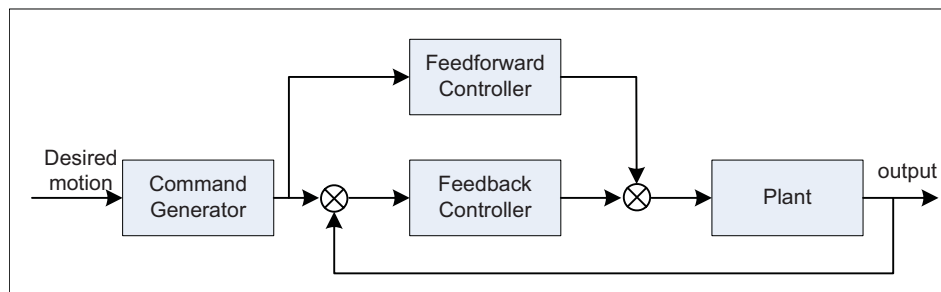 Feedforward
Controller
Desired
motion
Command
Generator
Feedback
Controller
Plant
output